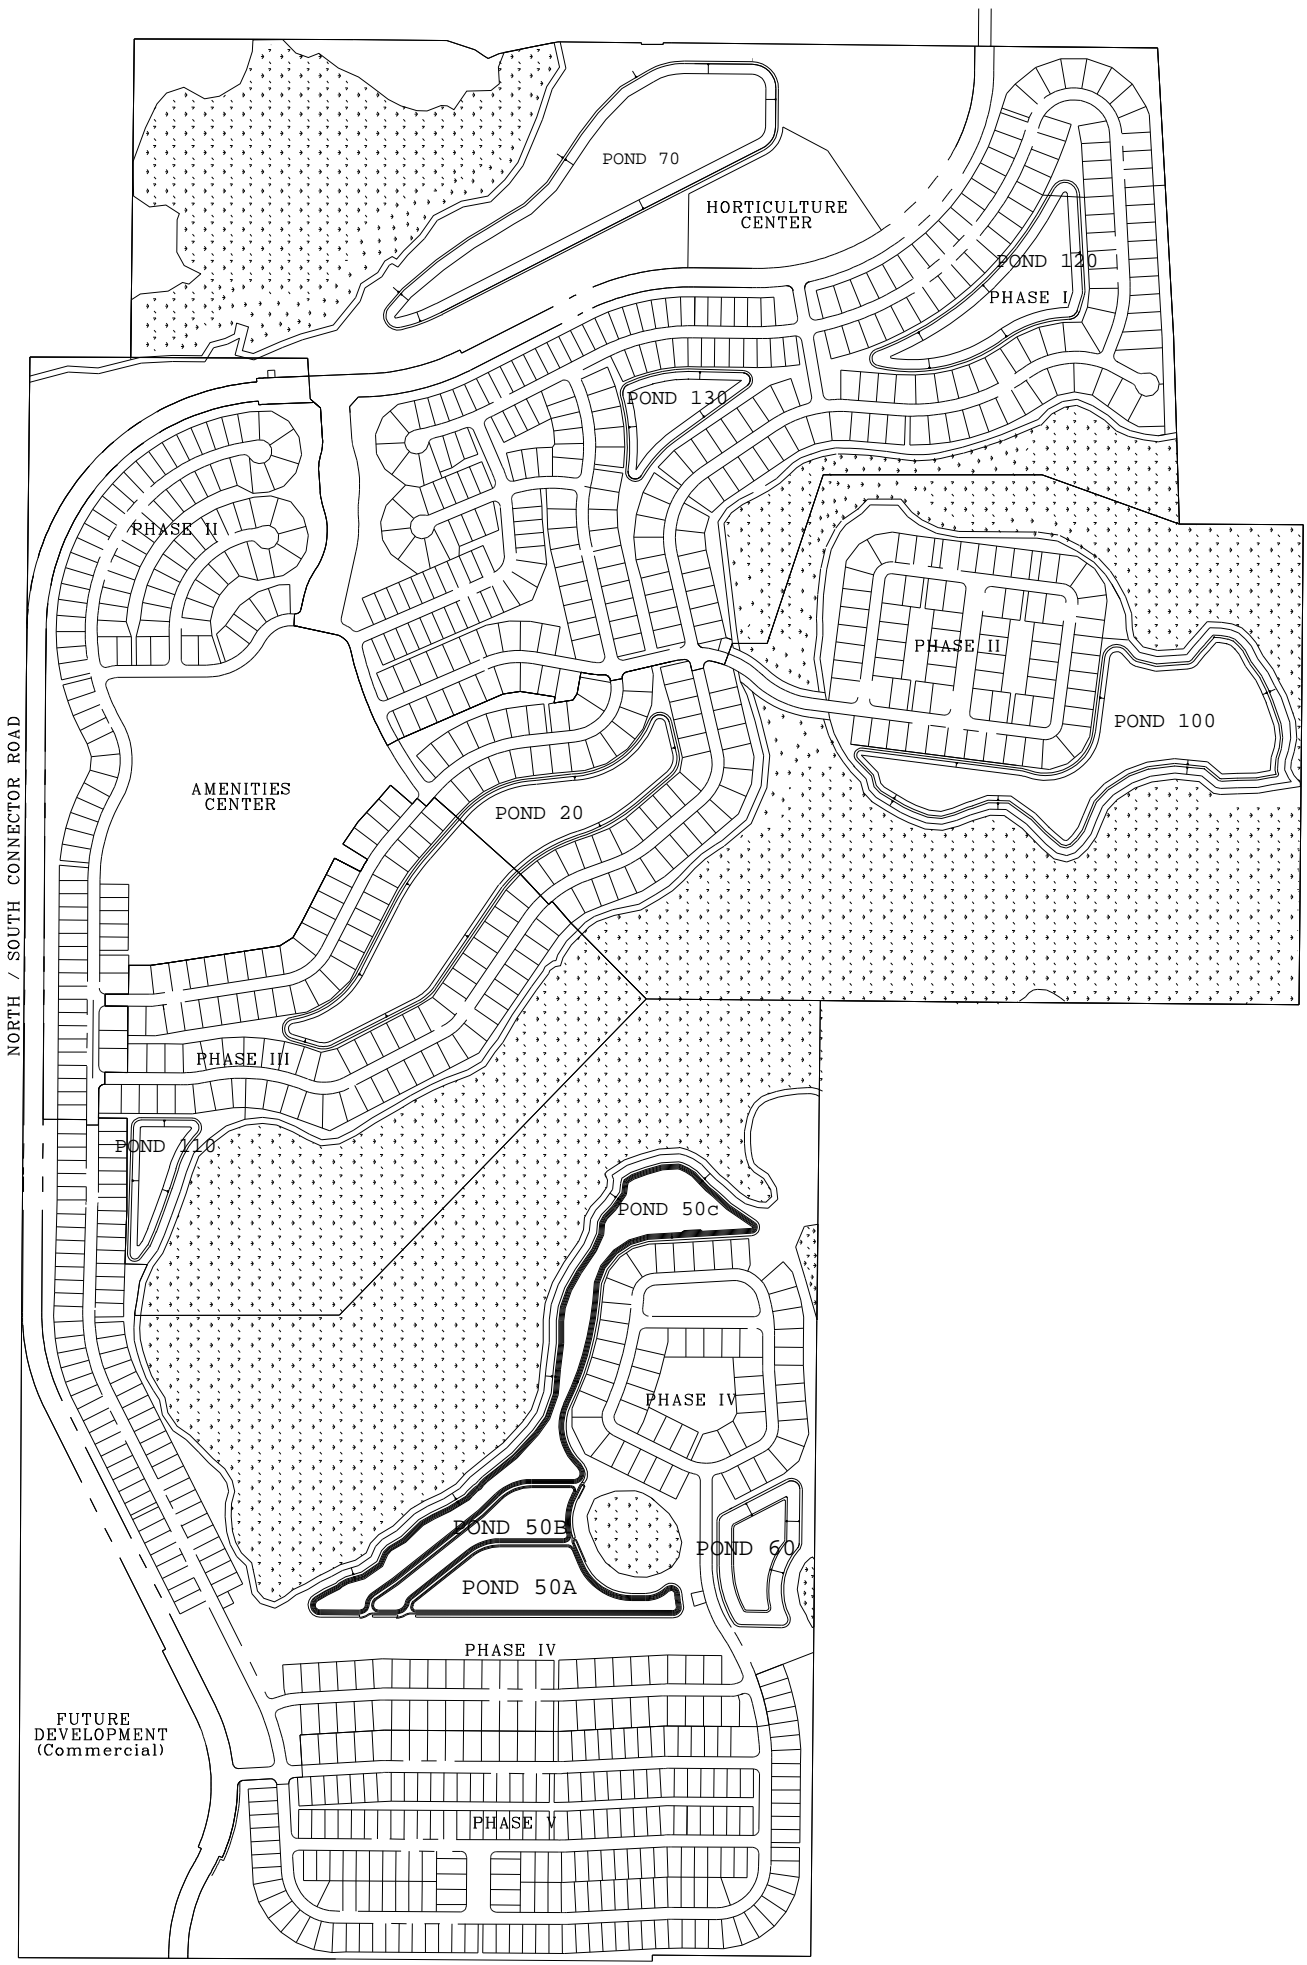 POND 70
HORTICULTURE
CENTER
POND 120
PHASE I
POND 130
PHASE II
PHASE II
POND 100
NORTH / SOUTH CONNECTOR ROAD
AMENITIES
CENTER
POND 20
PHASE III
POND 110
POND 50c
PHASE IV
POND 50B
POND 60
POND 50A
PHASE IV
FUTURE
DEVELOPMENT
(Commercial)
PHASE V